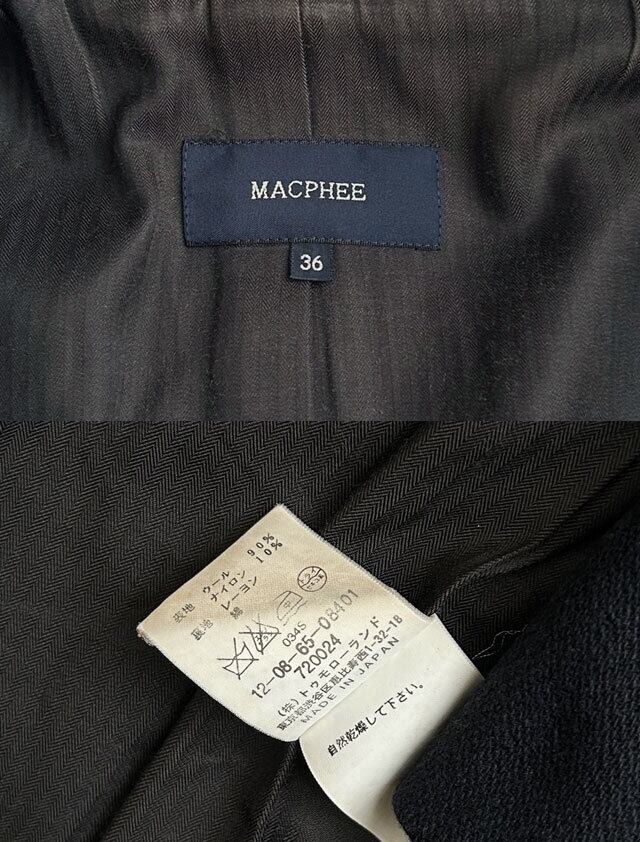 MACPHEE
36
表地 ウール 90%
ナイロン 10%
裏地 レーヨン
綿
034S
12-08-65-08401
720024
(株)トゥモローランド
東京都渋谷区恵比寿西1-32-18
MADE IN JAPAN
自然乾燥して下さい。